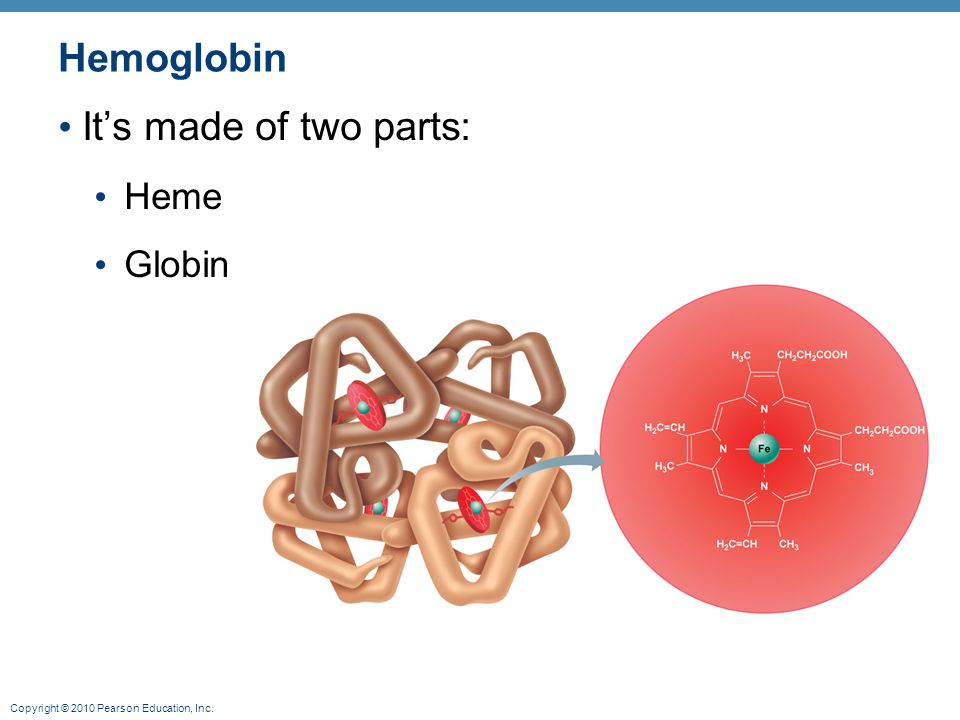 Hemoglobin
• It’s made of two parts:
• Heme
• Globin
H₃C
CH₂CH₂COOH
H₂C=CH
N
CH₂CH₂COOH
N
Fe
N
H₃C
CH₃
N
H₂C=CH
CH₃
Copyright © 2010 Pearson Education, Inc.